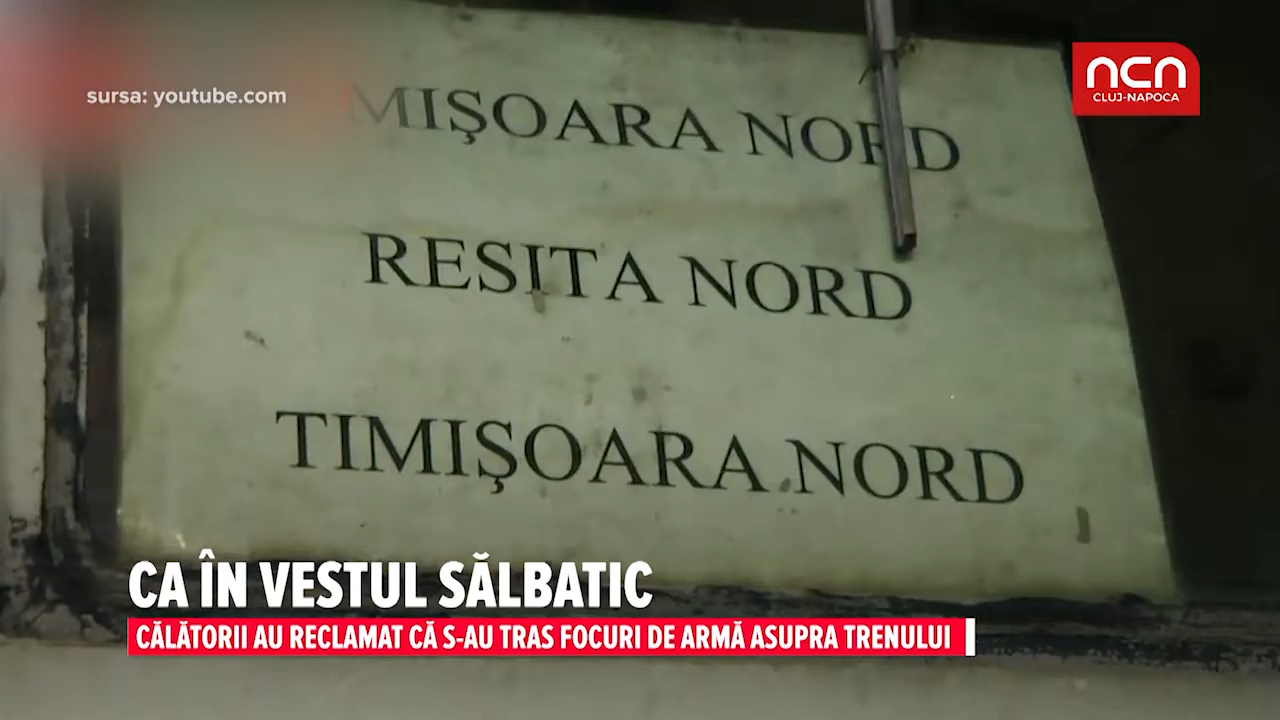 sursa: youtube.com
ncn
CLUJ-NAPOCA
MIŞOARA NORD
RESITA NORD
TIMIŞOARA NORD
CA ÎN VESTUL SĂLBATIC
CĂLĂTORII AU RECLAMAT CĂ S-AU TRAS FOCURI DE ARMĂ ASUPRA TRENULUI